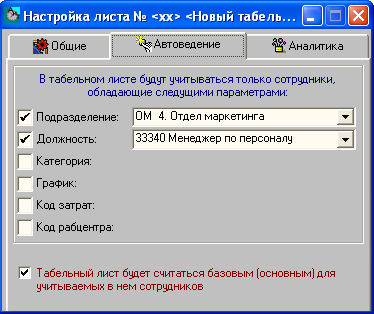 Настройка листа № <xx> <Новый табель...
Общие
Автоведение
Аналитика
В табельном листе будут учитываться только сотрудники,
обладающие следущими параметрами:
Подразделение: ОМ 4. Отдел маркетинга
Должность: 33340 Менеджер по персоналу
Категория:
График:
Код затрат:
Код рабцентра:
Табельный лист будет считаться базовым (основным) для
учитываемых в нем сотрудников